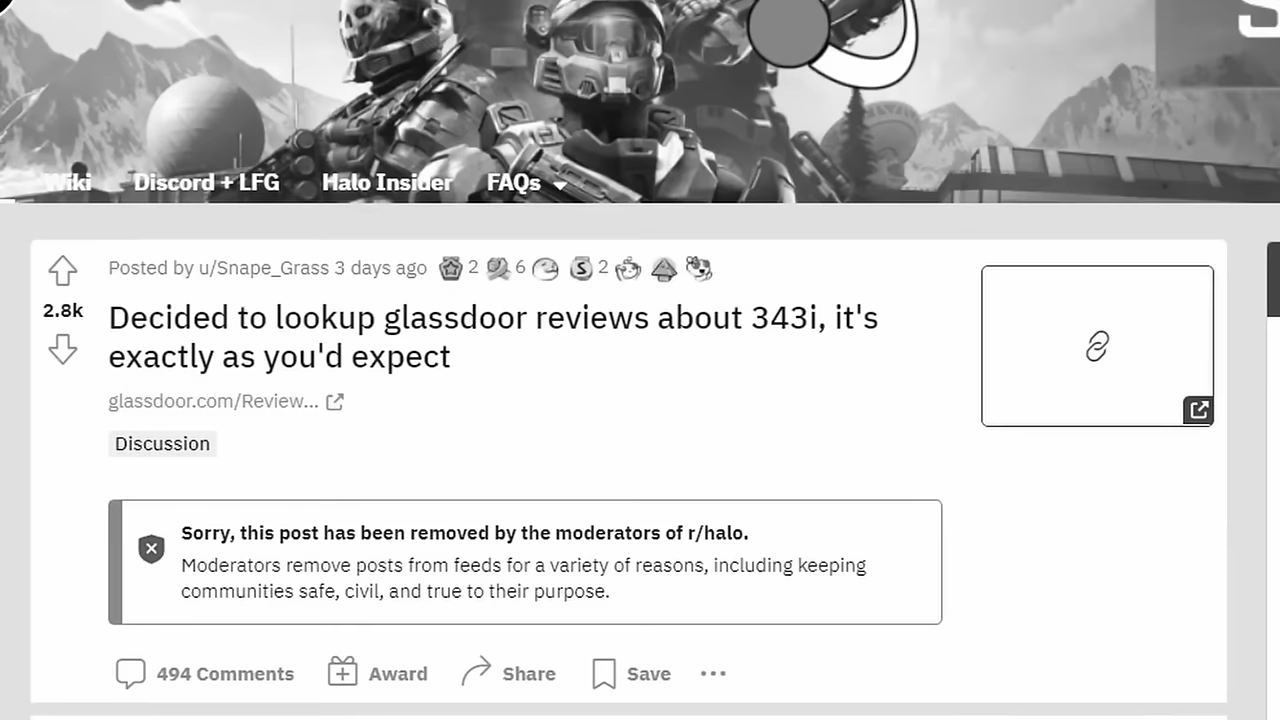 Wiki Discord + LFG Halo Insider FAQs
Posted by u/Snape_Grass 3 days ago 2 6 S 2
2.8k
Decided to lookup glassdoor reviews about 343i, it's
exactly as you'd expect
glassdoor.com/Review...
Discussion
Sorry, this post has been removed by the moderators of r/halo.
Moderators remove posts from feeds for a variety of reasons, including keeping
communities safe, civil, and true to their purpose.
494 Comments Award Share Save ...